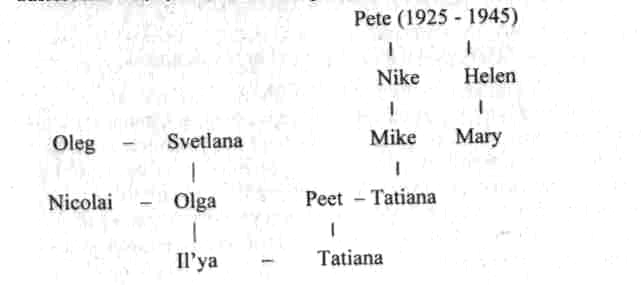 Pete (1925 - 1945)
Nike Helen
Oleg – Svetlana Mike Mary
Nicolai – Olga Peet – Tatiana
Il’ya – Tatiana